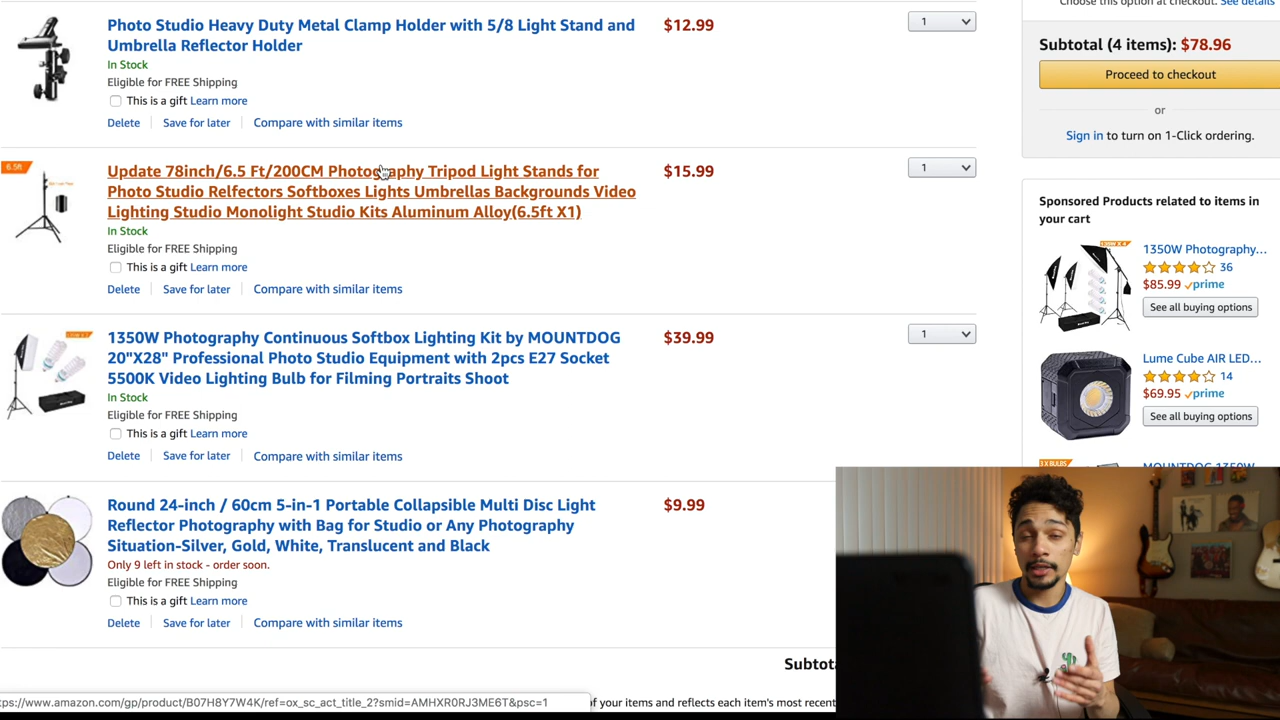 Photo Studio Heavy Duty Metal Clamp Holder with 5/8 Light Stand and
Umbrella Reflector Holder
In Stock
Eligible for FREE Shipping
This is a gift Learn more
Delete
Save for later
Compare with similar items
$12.99
1
6.5ft
Update 78inch/6.5 Ft/200CM Photography Tripod Light Stands for
Photo Studio Relfectors Softboxes Lights Umbrellas Backgrounds Video
Lighting Studio Monolight Studio Kits Aluminum Alloy(6.5ft X1)
In Stock
Eligible for FREE Shipping
This is a gift Learn more
Delete
Save for later
Compare with similar items
$15.99
1
1350W Photography Continuous Softbox Lighting Kit by MOUNTDOG
20"X28" Professional Photo Studio Equipment with 2pcs E27 Socket
5500K Video Lighting Bulb for Filming Portraits Shoot
In Stock
Eligible for FREE Shipping
This is a gift Learn more
Delete
Save for later
Compare with similar items
$39.99
1
Round 24-inch / 60cm 5-in-1 Portable Collapsible Multi Disc Light
Reflector Photography with Bag for Studio or Any Photography
Situation-Silver, Gold, White, Translucent and Black
Only 9 left in stock - order soon.
Eligible for FREE Shipping
This is a gift Learn more
Delete
Save for later
Compare with similar items
$9.99
Subtota
tps://www.amazon.com/gp/product/B07H8Y7W4K/ref=ox_sc_act_title_2?smid=AMHXR0RJ3ME6T&psc=1
of your items and reflects each item's most recent
Choose this option at checkout. See details
Subtotal (4 items): $78.96
Proceed to checkout
or
Sign in to turn on 1-Click ordering.
Sponsored Products related to items in
your cart
1350W Photography...
36
$85.99 prime
See all buying options
Lume Cube AIR LED...
14
$69.95 prime
See all buying options
3 X BULBS
MOUNTDOG 1350W